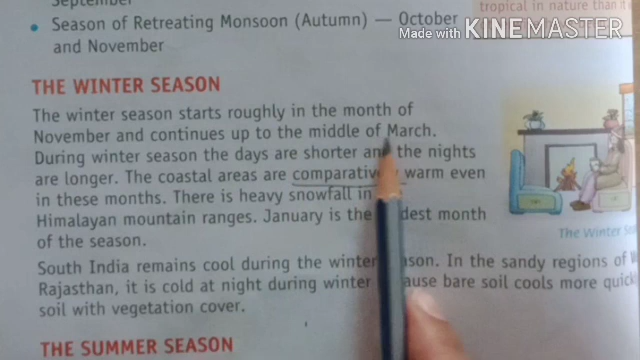 September
• Season of Retreating Monsoon (Autumn) — October
and November
tropical in nature than it
Made with KINEMASTER
THE WINTER SEASON
The winter season starts roughly in the month of
November and continues up to the middle of March.
During winter season the days are shorter and the nights
are longer. The coastal areas are comparatively warm even
in these months. There is heavy snowfall in
Himalayan mountain ranges. January is the dest month
of the season.
The Winter Se
South India remains cool during the winter ason. In the sandy regions of W
Rajasthan, it is cold at night during winter ause bare soil cools more quick
soil with vegetation cover.
THE SUMMER SEASON